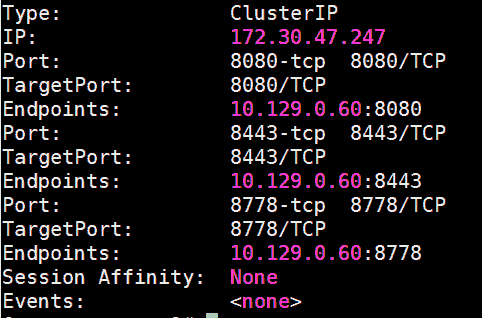 Type: ClusterIP
IP: 172.30.47.247
Port: 8080-tcp 8080/TCP
TargetPort: 8080/TCP
Endpoints: 10.129.0.60:8080
Port: 8443-tcp 8443/TCP
TargetPort: 8443/TCP
Endpoints: 10.129.0.60:8443
Port: 8778-tcp 8778/TCP
TargetPort: 8778/TCP
Endpoints: 10.129.0.60:8778
Session Affinity: None
Events: <none>